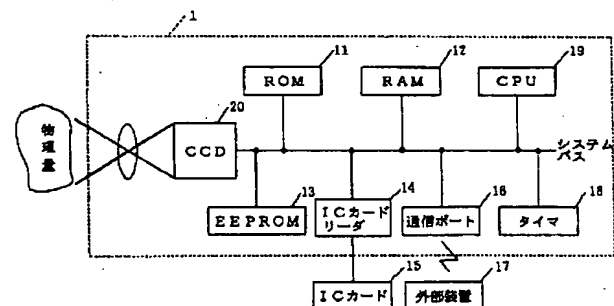 1
11
12
19
ROM
RAM
CPU
20
物理量
CCD
システム
バス
13
14
16
18
EEPROM
ICカード
リーダ
通信ポート
タイマ
15
17
ICカード
外部装置